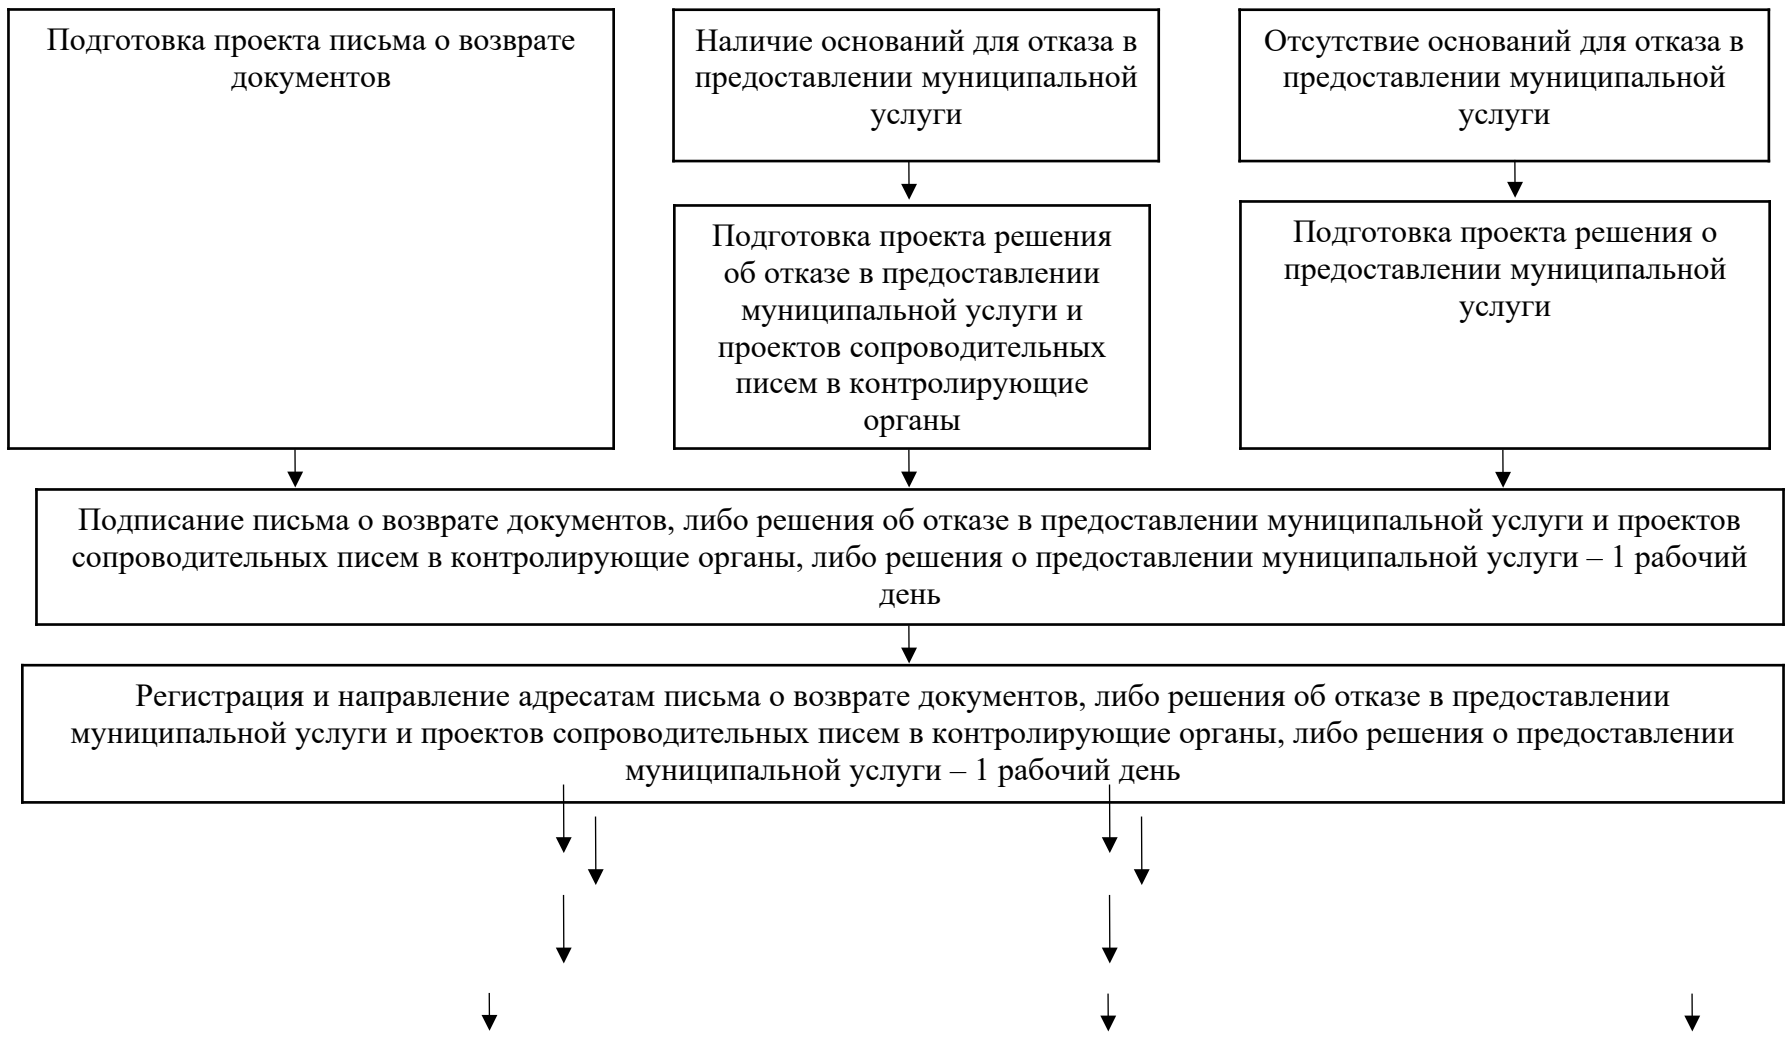 Подготовка проекта письма о возврате
документов
Наличие оснований для отказа в
предоставлении муниципальной
услуги
Отсутствие оснований для отказа в
предоставлении муниципальной
услуги
Подготовка проекта решения
об отказе в предоставлении
муниципальной услуги и
проектов сопроводительных
писем в контролирующие
органы
Подготовка проекта решения о
предоставлении муниципальной
услуги
Подписание письма о возврате документов, либо решения об отказе в предоставлении муниципальной услуги и проектов
сопроводительных писем в контролирующие органы, либо решения о предоставлении муниципальной услуги – 1 рабочий
день
Регистрация и направление адресатам письма о возврате документов, либо решения об отказе в предоставлении
муниципальной услуги и проектов сопроводительных писем в контролирующие органы, либо решения о предоставлении
муниципальной услуги – 1 рабочий день